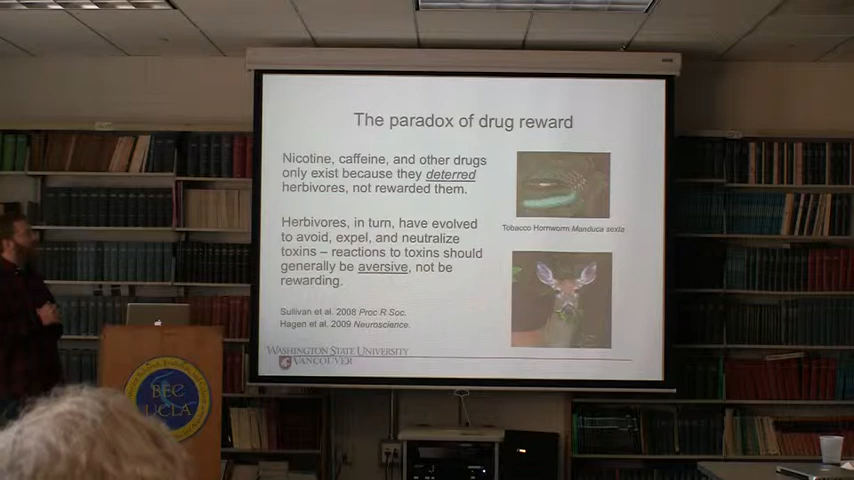 The paradox of drug reward
Nicotine, caffeine, and other drugs
only exist because they deterred
herbivores, not rewarded them.
Herbivores, in turn, have evolved
to avoid, expel, and neutralize
toxins – reactions to toxins should
generally be aversive, not be
rewarding.
Sullivan et al. 2008 Proc R Soc.
Hagen et al. 2009 Neuroscience.
Tobacco Hornworm Manduca sexta
WASHINGTON STATE UNIVERSITY
VANCOUVER
BEC
UCLA